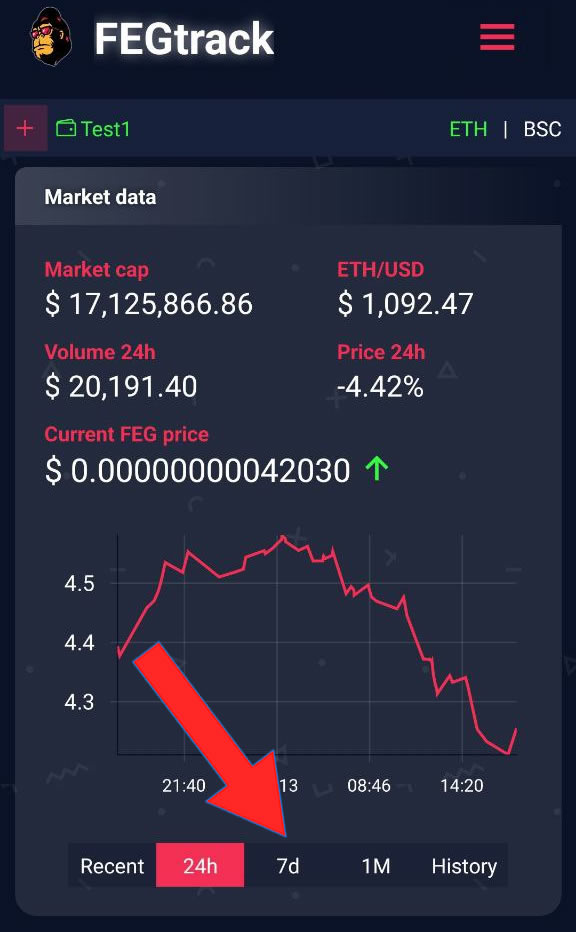 FEGtrack
+ Test1 ETH | BSC
Market data
Market cap ETH/USD
$ 17,125,866.86 $ 1,092.47
Volume 24h Price 24h
$ 20,191.40 -4.42%
Current FEG price
$ 0.00000000042030
4.5
4.4
4.3
21:40 13 08:46 14:20
Recent 24h 7d 1M History